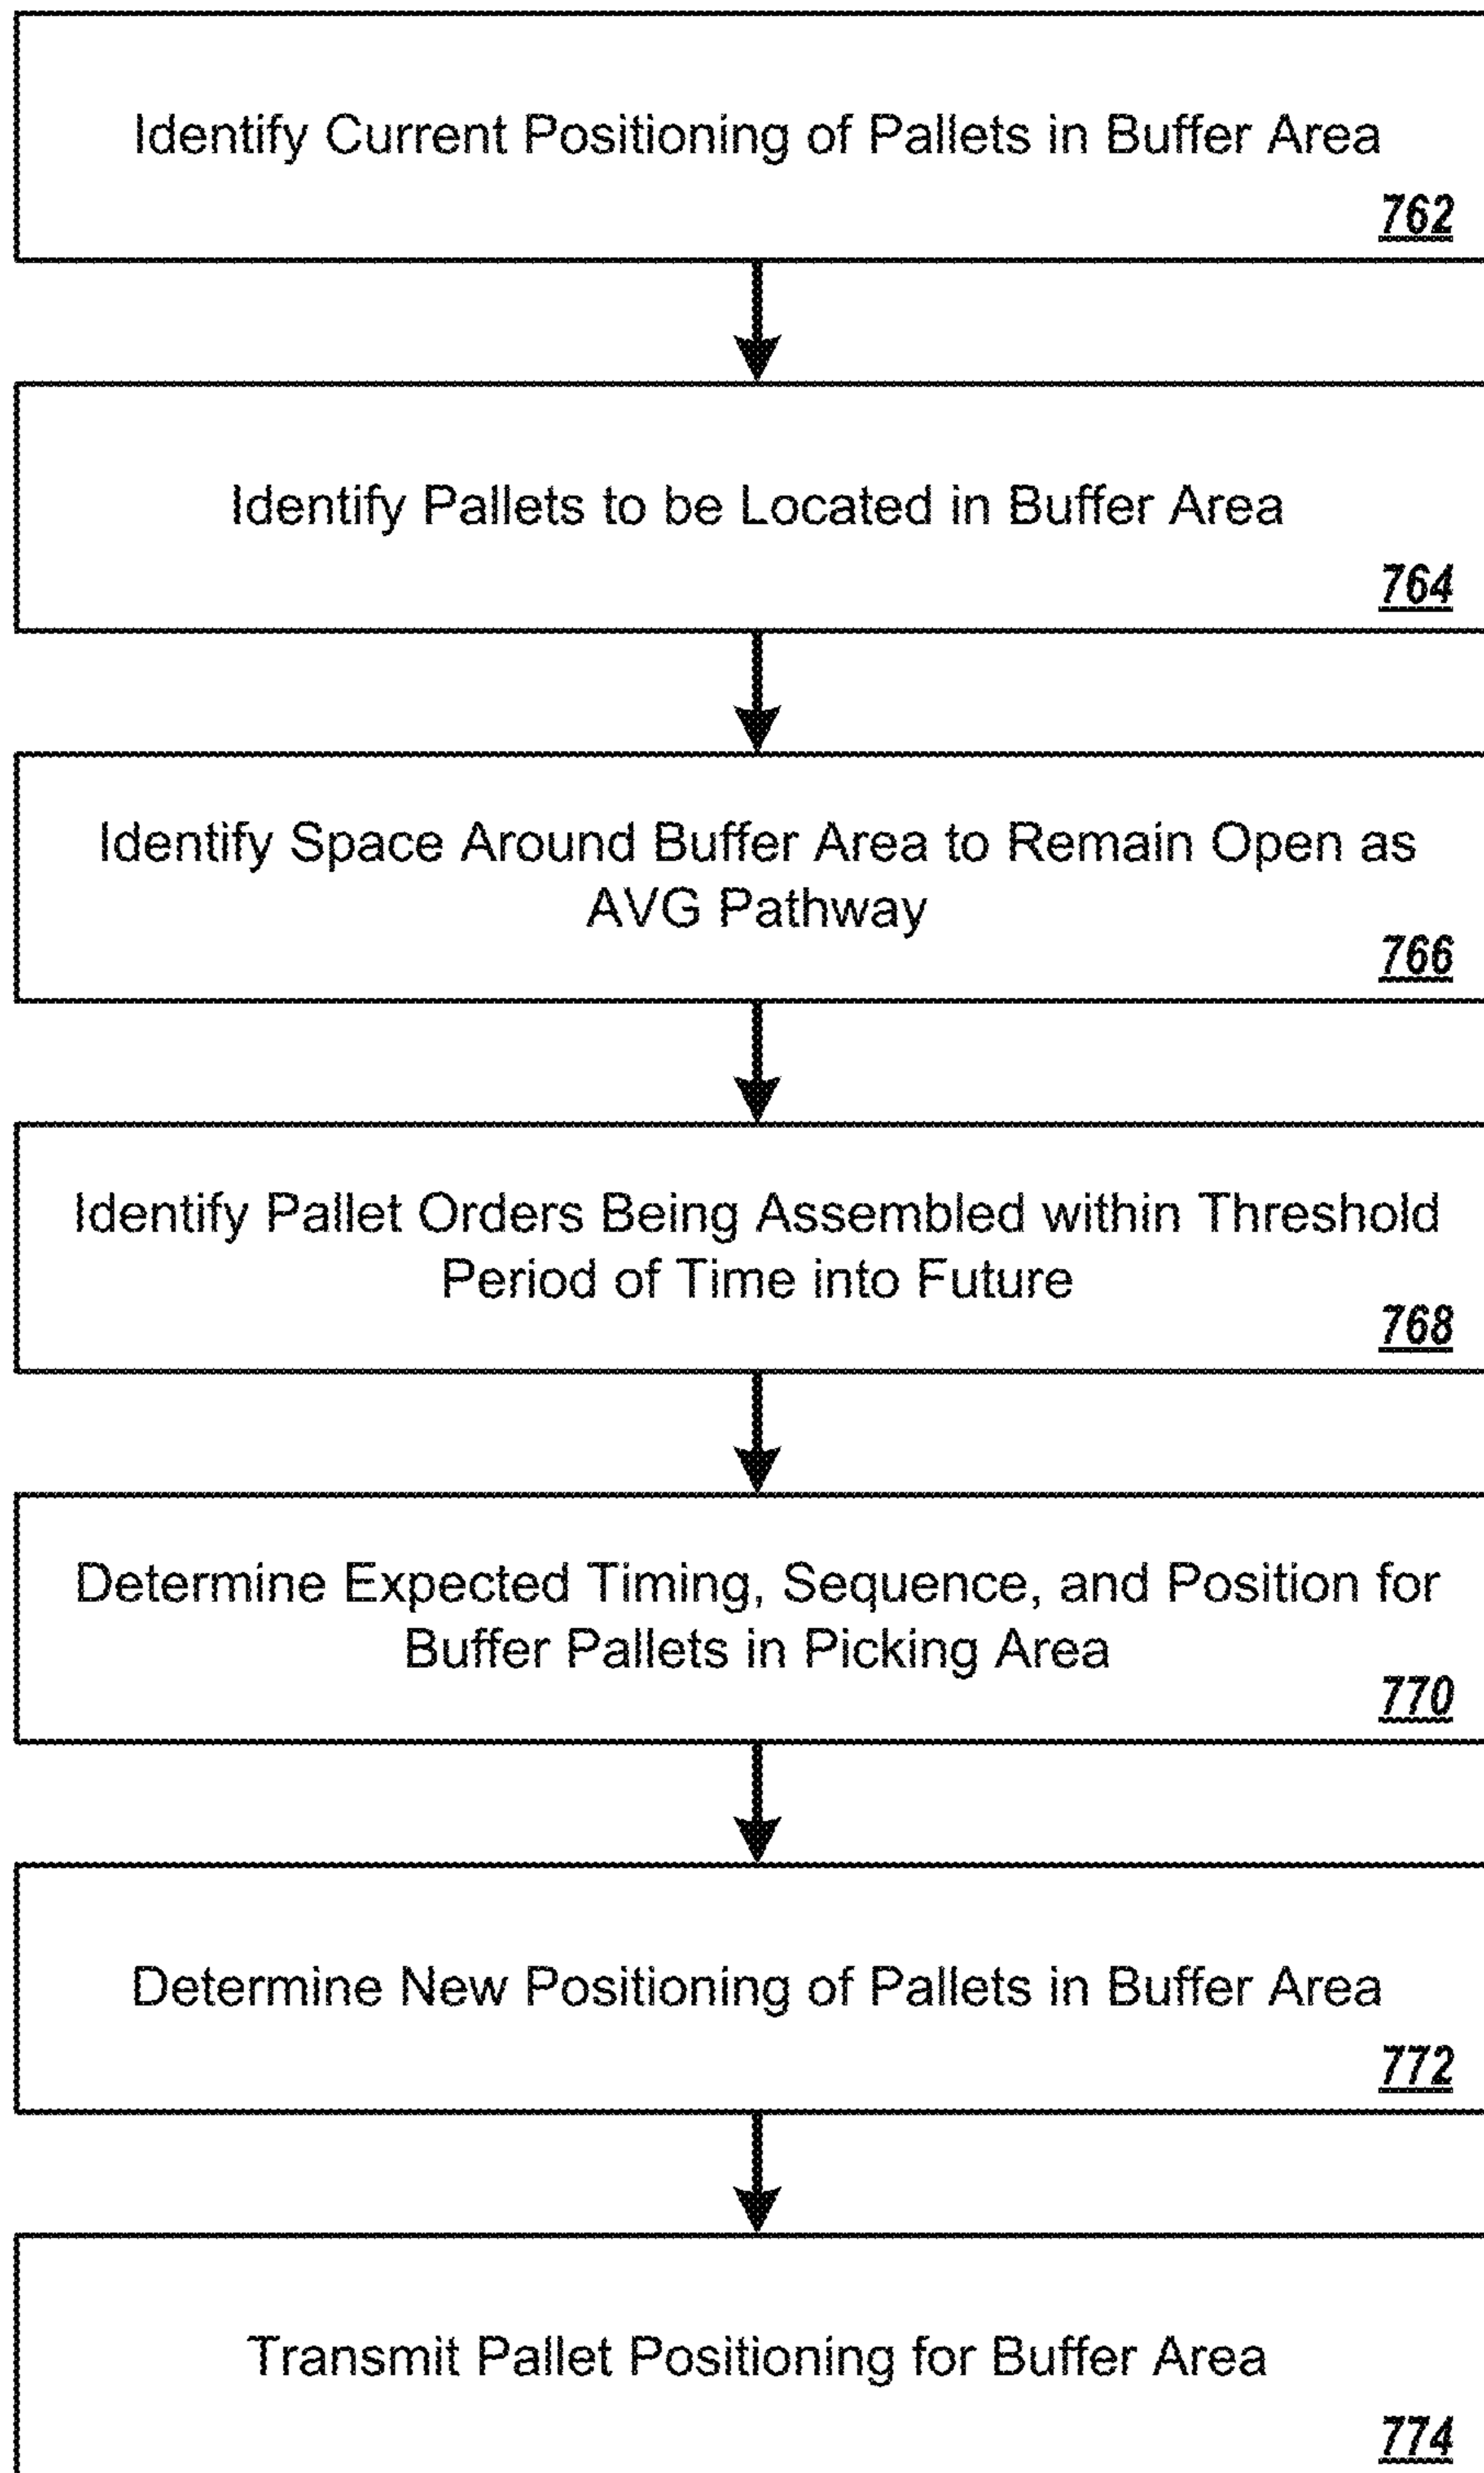 Identify Current Positioning of Pallets in Buffer Area
762
Identify Pallets to be Located in Buffer Area
764
Identify Space Around Buffer Area to Remain Open as
AVG Pathway
766
Identify Pallet Orders Being Assembled within Threshold
Period of Time into Future
768
Determine Expected Timing, Sequence, and Position for
Buffer Pallets in Picking Area
770
Determine New Positioning of Pallets in Buffer Area
772
Transmit Pallet Positioning for Buffer Area
774